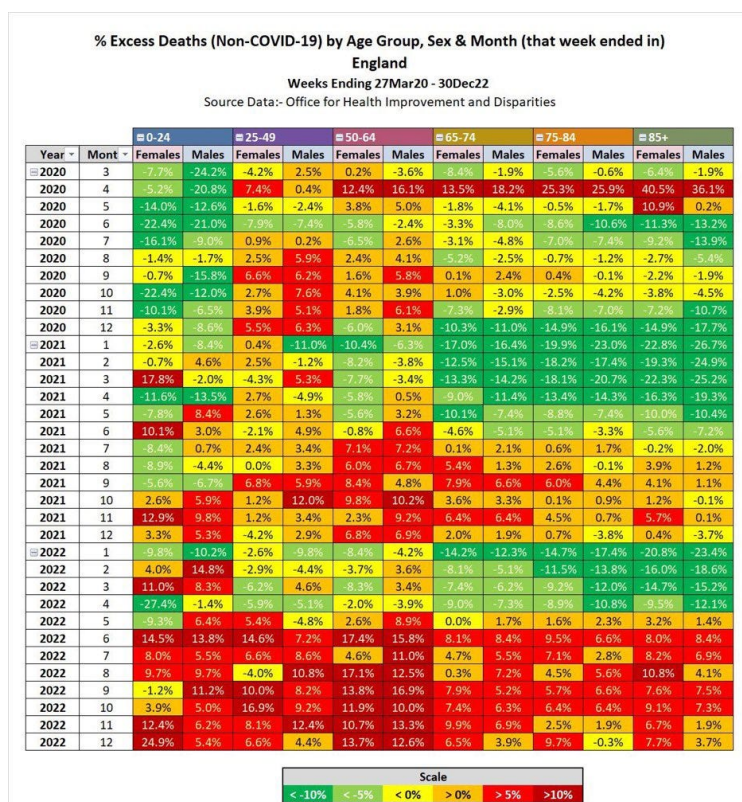 % Excess Deaths (Non-COVID-19) by Age Group, Sex & Month (that week ended in)
England
Weeks Ending 27Mar20 - 30Dec22
Source Data:- Office for Health Improvement and Disparities
0-24 25-49 50-64 65-74 75-84 85+
Year Mont Females Males Females Males Females Males Females Males Females Males Females Males
2020 3 -7.7% -24.2% -4.2% 2.5% 0.2% -3.6% -8.4% -1.9% -5.6% -0.6% -6.4% -1.9%
2020 4 -5.2% -20.8% 7.4% 0.4% 12.4% 16.1% 13.5% 18.2% 25.3% 25.9% 40.5% 36.1%
2020 5 -14.0% -12.6% -1.6% -2.4% 3.8% 5.0% -1.8% -4.1% -0.5% -1.7% 10.9% 0.2%
2020 6 -22.4% -21.0% -7.9% -7.4% -5.8% -2.4% -3.3% -8.0% -8.6% -10.6% -11.3% -13.2%
2020 7 -16.1% -9.0% 0.9% 0.2% -6.5% 2.6% -3.1% -4.8% -7.0% -7.4% -9.2% -13.9%
2020 8 -1.4% -1.7% 2.5% 5.9% 2.4% 4.1% -5.2% -2.5% -0.7% -1.2% -2.7% -5.4%
2020 9 -0.7% -15.8% 6.6% 6.2% 1.6% 5.8% 0.1% 2.4% 0.4% -0.1% -2.2% -1.9%
2020 10 -22.4% -12.0% 2.7% 7.6% 4.1% 3.9% 1.0% -3.0% -2.5% -4.2% -3.8% -4.5%
2020 11 -10.1% -6.5% 3.9% 5.1% 1.8% 6.1% -7.3% -2.9% -8.1% -7.0% -7.2% -10.7%
2020 12 -3.3% -8.6% 5.5% 6.3% -6.0% 3.1% -10.3% -11.0% -14.9% -16.1% -14.9% -17.7%
2021 1 -2.6% -8.4% 0.4% -11.0% -10.4% -6.3% -17.0% -16.4% -19.9% -23.0% -22.8% -26.7%
2021 2 -0.7% 4.6% 2.5% -1.2% -8.2% -3.8% -12.5% -15.1% -18.2% -17.4% -19.3% -24.9%
2021 3 17.8% -2.0% -4.3% 5.3% -7.7% -3.4% -13.3% -14.2% -18.1% -20.7% -22.3% -25.2%
2021 4 -11.6% -13.5% 2.7% -4.9% -5.8% 0.5% -9.0% -11.4% -13.4% -14.3% -16.3% -19.3%
2021 5 -7.8% 8.4% 2.6% 1.3% -5.6% 3.2% -10.1% -7.4% -8.8% -7.4% -10.0% -10.4%
2021 6 10.1% 3.0% -2.1% 4.9% -0.8% 6.6% -4.6% -5.1% -5.1% -3.3% -5.6% -7.2%
2021 7 -8.4% 0.7% 2.4% 3.4% 7.1% 7.2% 0.1% 2.1% 0.6% 1.7% -0.2% -2.0%
2021 8 -8.9% -4.4% 0.0% 3.3% 6.0% 6.7% 5.4% 1.3% 2.6% -0.1% 3.9% 1.2%
2021 9 -5.6% -6.7% 6.8% 5.9% 8.4% 4.8% 7.9% 6.6% 6.0% 4.4% 4.1% 1.1%
2021 10 2.6% 5.9% 1.2% 12.0% 9.8% 10.2% 3.6% 3.3% 0.1% 0.9% 1.2% -0.1%
2021 11 12.9% 9.8% 1.2% 3.4% 2.3% 9.2% 6.4% 6.4% 4.5% 0.7% 5.7% 0.1%
2021 12 3.3% 5.3% -4.2% 2.9% 6.8% 6.9% 2.0% 1.9% 0.7% -3.8% 0.4% -3.7%
2022 1 -9.8% -10.2% -2.6% -9.8% -8.4% -4.2% -14.2% -12.3% -14.7% -17.4% -20.8% -23.4%
2022 2 4.0% 14.8% -2.9% -4.4% -3.7% 3.6% -8.1% -5.1% -11.5% -13.8% -16.0% -18.6%
2022 3 11.0% 8.3% -6.2% 4.6% -8.3% 3.4% -7.4% -6.2% -9.2% -12.0% -14.7% -15.2%
2022 4 -27.4% -1.4% -5.9% -5.1% -2.0% -3.9% -9.0% -7.3% -8.9% -10.8% -9.5% -12.1%
2022 5 -9.3% 6.4% 5.4% -4.8% 2.6% 8.9% 0.0% 1.7% 1.6% 2.3% 3.2% 1.4%
2022 6 14.5% 13.8% 14.6% 7.2% 17.4% 15.8% 8.1% 8.4% 9.5% 6.6% 8.0% 8.4%
2022 7 8.0% 5.5% 6.6% 8.6% 4.6% 11.0% 4.7% 5.5% 7.1% 2.8% 8.2% 6.9%
2022 8 9.7% 9.7% -4.0% 10.8% 17.1% 12.5% 0.3% 7.2% 4.5% 5.6% 10.8% 4.1%
2022 9 -1.2% 11.2% 10.0% 8.2% 13.8% 16.9% 7.9% 5.2% 5.7% 6.6% 7.6% 7.5%
2022 10 3.9% 5.0% 16.9% 9.2% 11.9% 10.0% 7.4% 6.3% 6.4% 6.4% 9.1% 7.3%
2022 11 12.4% 6.2% 8.1% 12.4% 10.7% 13.3% 9.9% 6.9% 2.5% 1.9% 6.7% 1.9%
2022 12 24.9% 5.4% 6.6% 4.4% 13.7% 12.6% 6.5% 3.9% 9.7% -0.3% 7.7% 3.7%
Scale
< -10% < -5% < 0% > 0% > 5% >10%